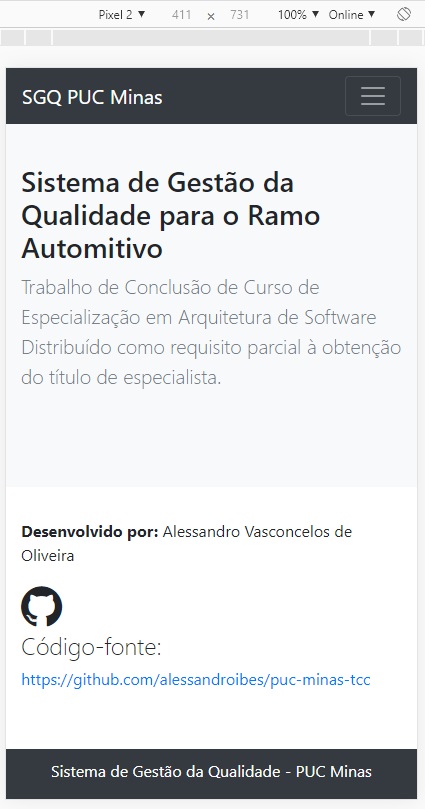 Pixel 2 ▼ 411 × 731 100% ▼ Online ▼
SGQ PUC Minas
Sistema de Gestão da
Qualidade para o Ramo
Automitivo
Trabalho de Conclusão de Curso de
Especialização em Arquitetura de Software
Distribuído como requisito parcial à obtenção
do título de especialista.
Desenvolvido por: Alessandro Vasconcelos de
Oliveira
Código-fonte:
https://github.com/alessandroibes/puc-minas-tcc
Sistema de Gestão da Qualidade - PUC Minas